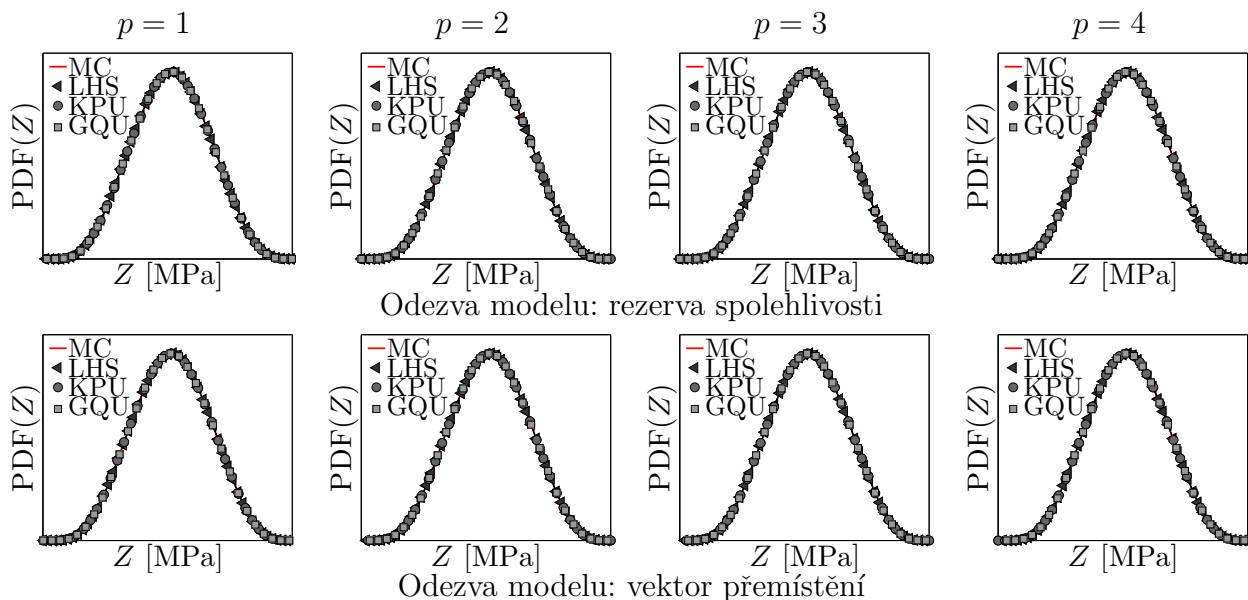 p = 1
p = 2
p = 3
p = 4
PDF(Z)
MC
LHS
KPU
GQU
Z [MPa]
PDF(Z)
MC
LHS
KPU
GQU
Z [MPa]
PDF(Z)
MC
LHS
KPU
GQU
Z [MPa]
PDF(Z)
MC
LHS
KPU
GQU
Z [MPa]
Odezva modelu: rezerva spolehlivosti
PDF(Z)
MC
LHS
KPU
GQU
Z [MPa]
PDF(Z)
MC
LHS
KPU
GQU
Z [MPa]
PDF(Z)
MC
LHS
KPU
GQU
Z [MPa]
PDF(Z)
MC
LHS
KPU
GQU
Z [MPa]
Odezva modelu: vektor přemístění